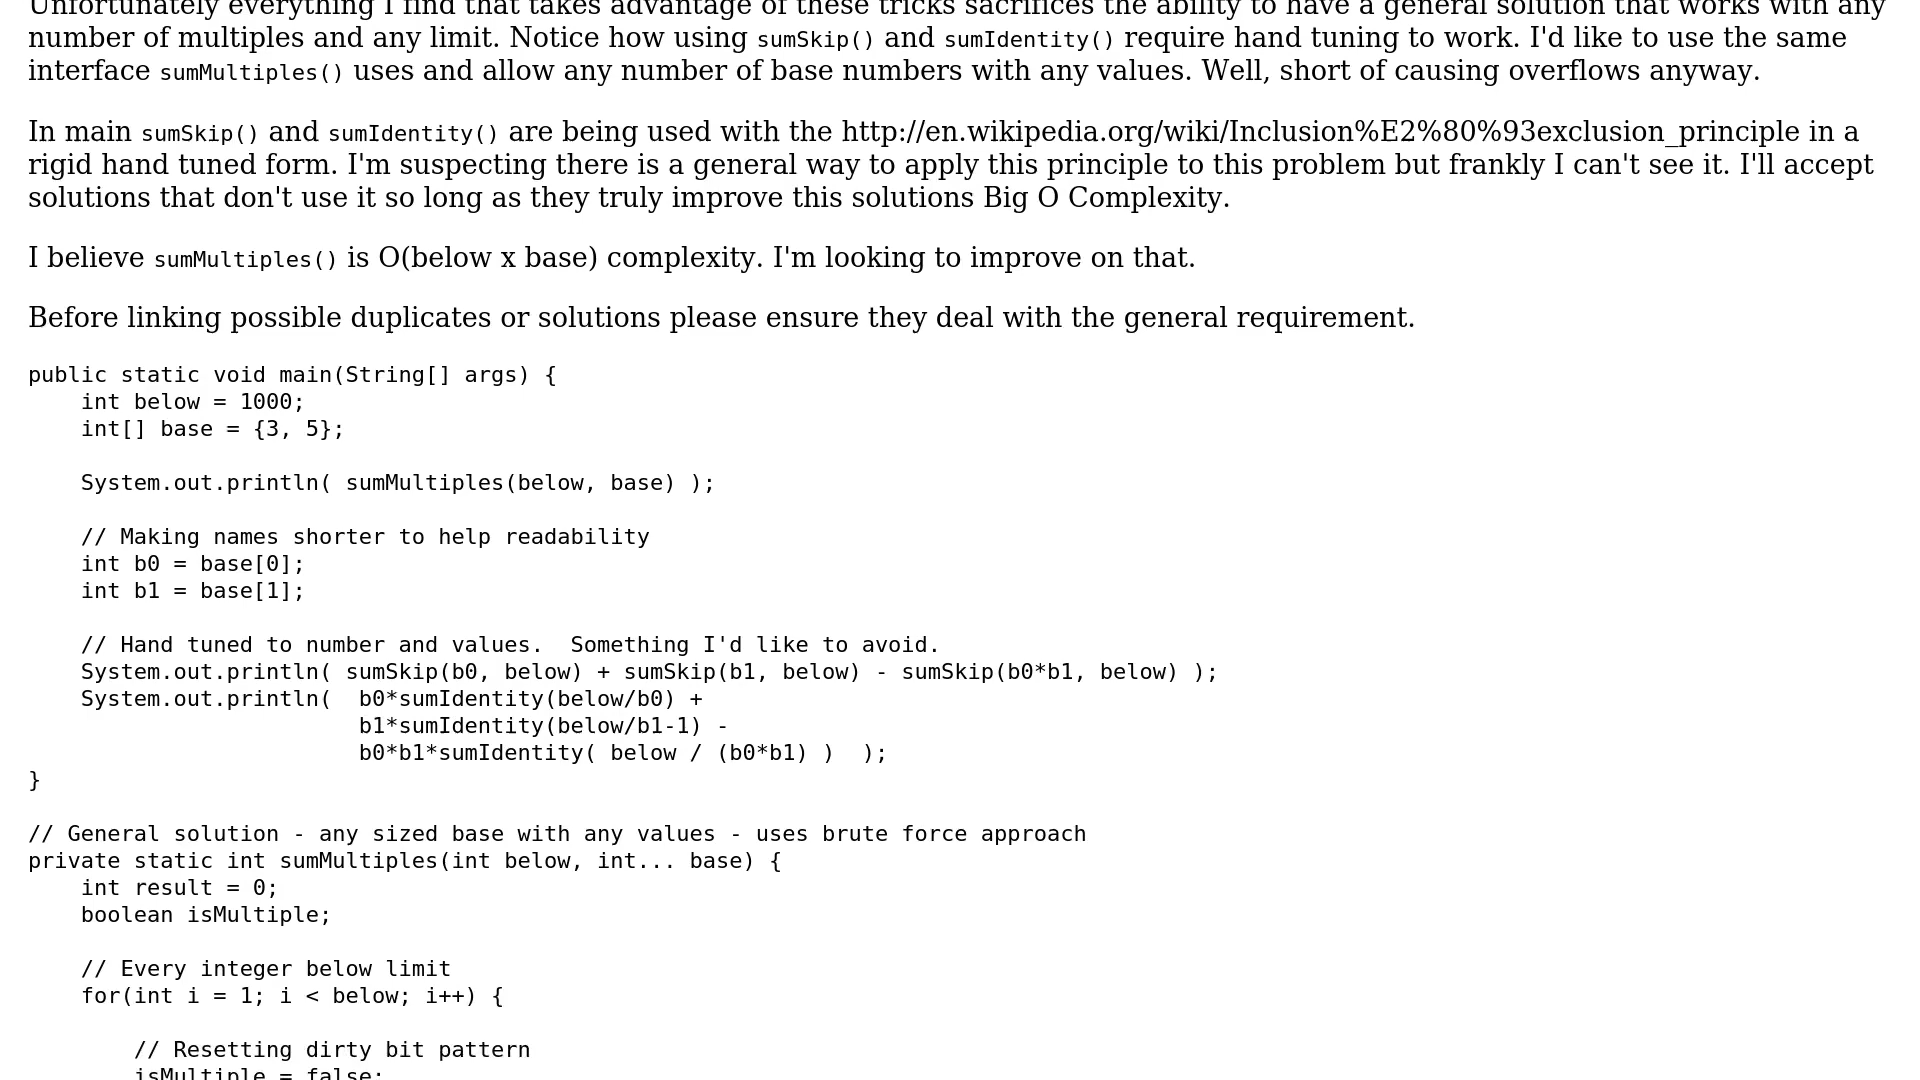 Unfortunately everything I find that takes advantage of these tricks sacrifices the ability to have a general solution that works with any
number of multiples and any limit. Notice how using sumSkip() and sumIdentity() require hand tuning to work. I'd like to use the same
interface sumMultiples() uses and allow any number of base numbers with any values. Well, short of causing overflows anyway.
In main sumSkip() and sumIdentity() are being used with the http://en.wikipedia.org/wiki/Inclusion%E2%80%93exclusion_principle in a
rigid hand tuned form. I'm suspecting there is a general way to apply this principle to this problem but frankly I can't see it. I'll accept
solutions that don't use it so long as they truly improve this solutions Big O Complexity.
I believe sumMultiples() is O(below x base) complexity. I'm looking to improve on that.
Before linking possible duplicates or solutions please ensure they deal with the general requirement.
public static void main(String[] args) {
    int below = 1000;
    int[] base = {3, 5};
    System.out.println( sumMultiples(below, base) );
    // Making names shorter to help readability
    int b0 = base[0];
    int b1 = base[1];
    // Hand tuned to number and values.  Something I'd like to avoid.
    System.out.println( sumSkip(b0, below) + sumSkip(b1, below) - sumSkip(b0*b1, below) );
    System.out.println(  b0*sumIdentity(below/b0) +
                         b1*sumIdentity(below/b1-1) -
                         b0*b1*sumIdentity( below / (b0*b1) )  );
}
// General solution - any sized base with any values - uses brute force approach
private static int sumMultiples(int below, int... base) {
    int result = 0;
    boolean isMultiple;
    // Every integer below limit
    for(int i = 1; i < below; i++) {
        // Resetting dirty bit pattern
        isMultiple = false;